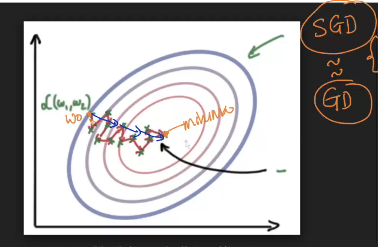 SGD
≈
GD
L(w₁,w₂)
w₀
minima